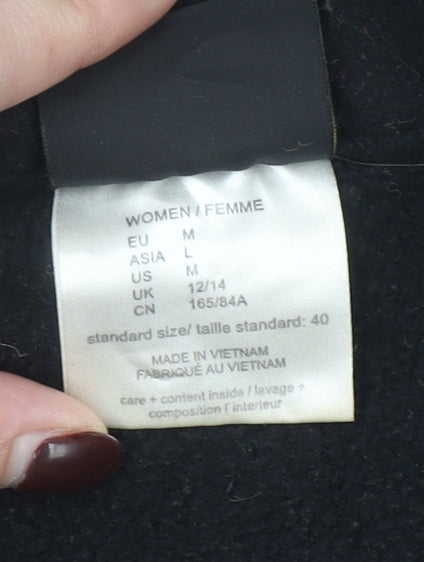 WOMEN / FEMME
EU M
ASIA L
US M
UK 12/14
CN 165/84A
standard size/ taille standard: 40
MADE IN VIETNAM
FABRIQUÉ AU VIETNAM
care + content inside / lavage +
composition l'interieur